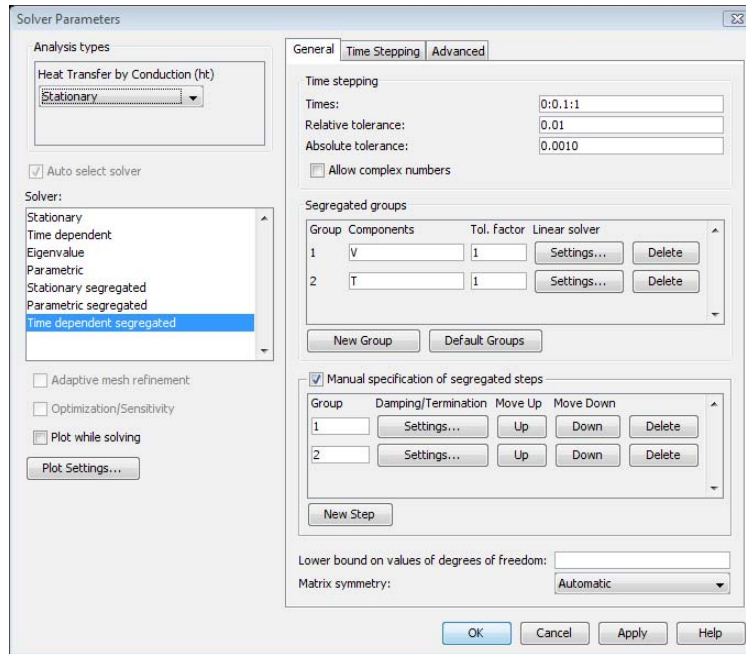 Solver Parameters
Analysis types
Heat Transfer by Conduction (ht)
Stationary
Auto select solver
Solver:
Stationary
Time dependent
Eigenvalue
Parametric
Stationary segregated
Parametric segregated
Time dependent segregated
Adaptive mesh refinement
Optimization/Sensitivity
Plot while solving
Plot Settings...
General Time Stepping Advanced
Time stepping
Times: 0:0.1:1
Relative tolerance: 0.01
Absolute tolerance: 0.0010
Allow complex numbers
Segregated groups
Group Components Tol. factor Linear solver
1 V 1 Settings... Delete
2 T 1 Settings... Delete
New Group Default Groups
Manual specification of segregated steps
Group Damping/Termination Move Up Move Down
1 Settings... Up Down Delete
2 Settings... Up Down Delete
New Step
Lower bound on values of degrees of freedom:
Matrix symmetry: Automatic
OK Cancel Apply Help